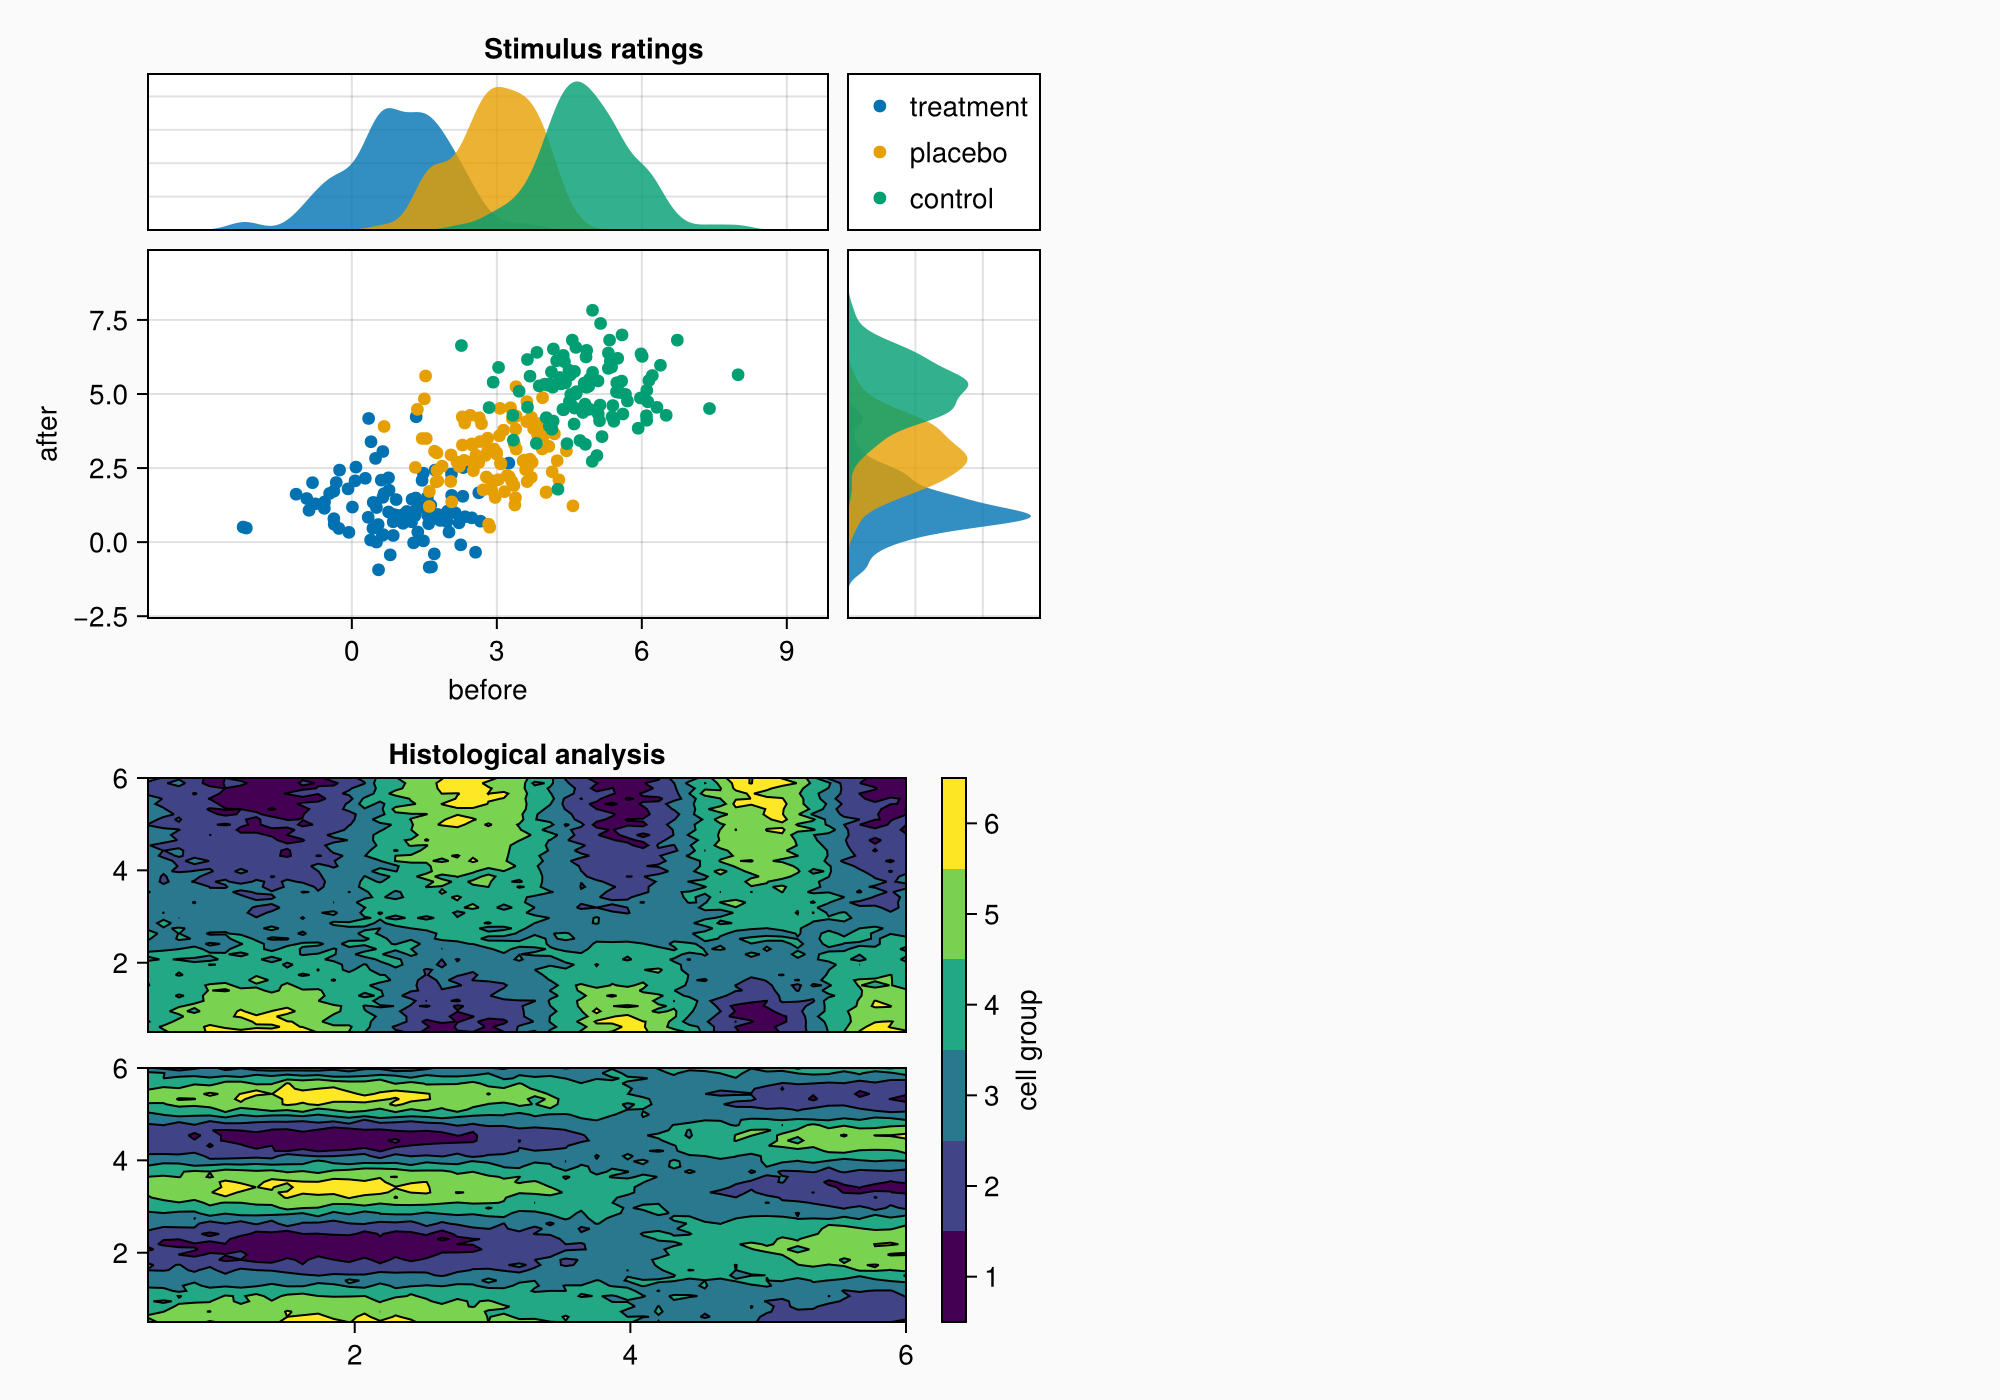 Stimulus ratings
treatment
placebo
control
after
7.5
5.0
2.5
0.0
−2.5
0 3 6 9
before
Histological analysis
6
4
2
6
4
2
2 4 6
6
5
4
3
2
1
cell group